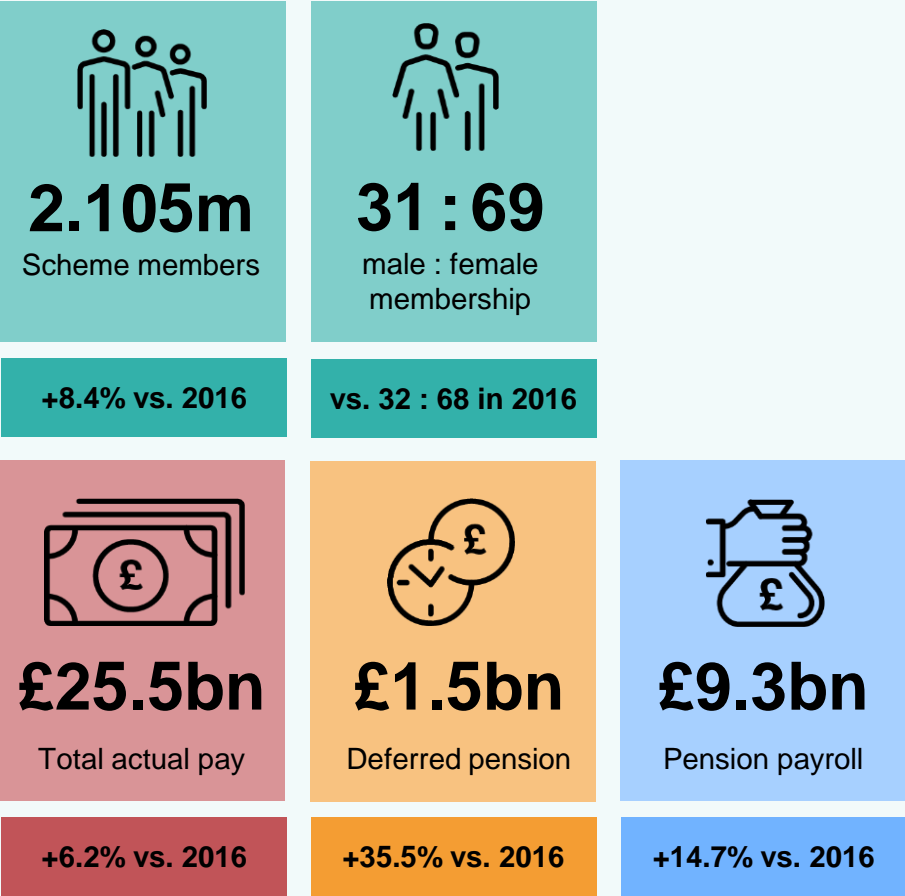 2.105m
Scheme members
+8.4% vs. 2016
31 : 69
male : female
membership
vs. 32 : 68 in 2016
£
£25.5bn
Total actual pay
+6.2% vs. 2016
£
£1.5bn
Deferred pension
+35.5% vs. 2016
£
£9.3bn
Pension payroll
+14.7% vs. 2016